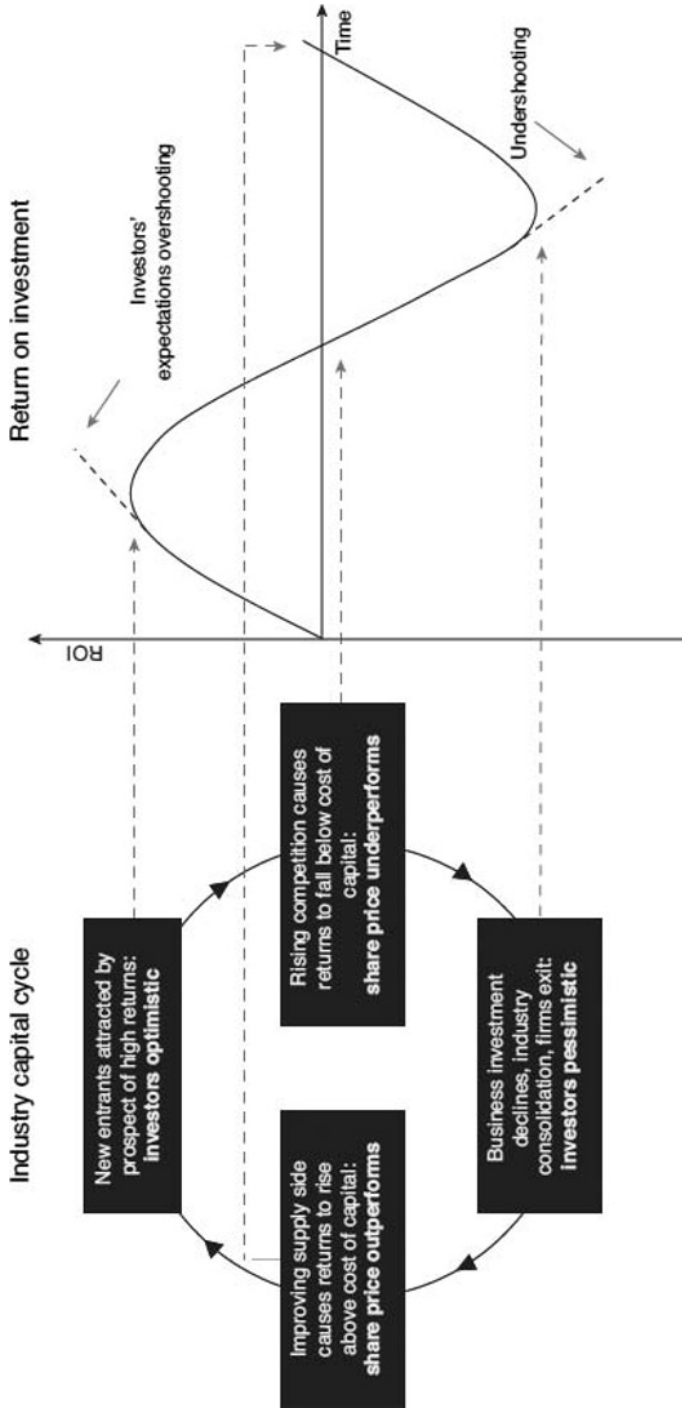 Industry capital cycle
New entrants attracted by
prospect of high returns:
investors optimistic
Improving supply side
causes returns to rise
above cost of capital:
share price outperforms
Rising competition causes
returns to fall below cost of
capital:
share price underperforms
Business investment
declines, industry
consolidation, firms exit:
investors pessimistic
Return on investment
ROI
Investors'
expectations overshooting
Time
Undershooting